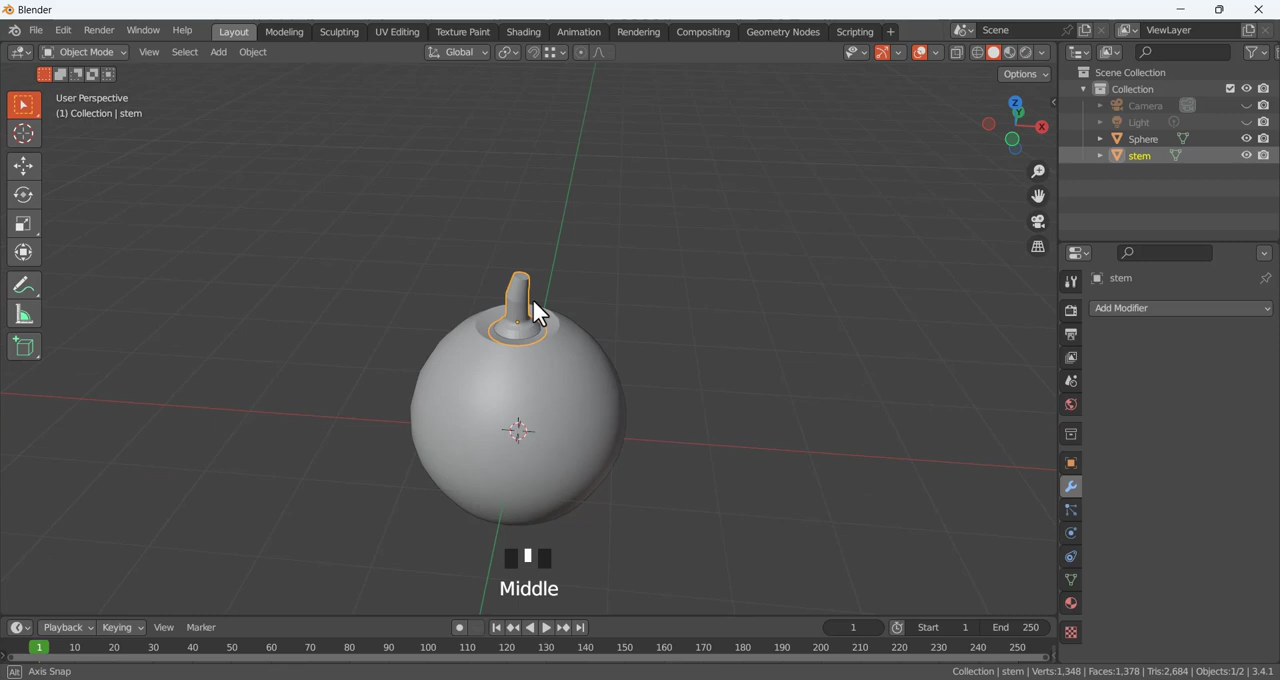 Blender
File Edit Render Window Help Layout Modeling Sculpting UV Editing Texture Paint Shading Animation Rendering Compositing Geometry Nodes Scripting + Scene ViewLayer
Object Mode View Select Add Object Global
Options
User Perspective
(1) Collection | stem
Z
Y
X
Scene Collection
Collection
Camera
Light
Sphere
stem
stem
Add Modifier
Middle
Playback Keying View Marker 1 Start 1 End 250
1 10 20 30 40 50 60 70 80 90 100 110 120 130 140 150 160 170 180 190 200 210 220 230 240 250
Alt Axis Snap Collection | stem | Verts:1,348 | Faces:1,378 | Tris:2,684 | Objects:1/2 | 3.4.1